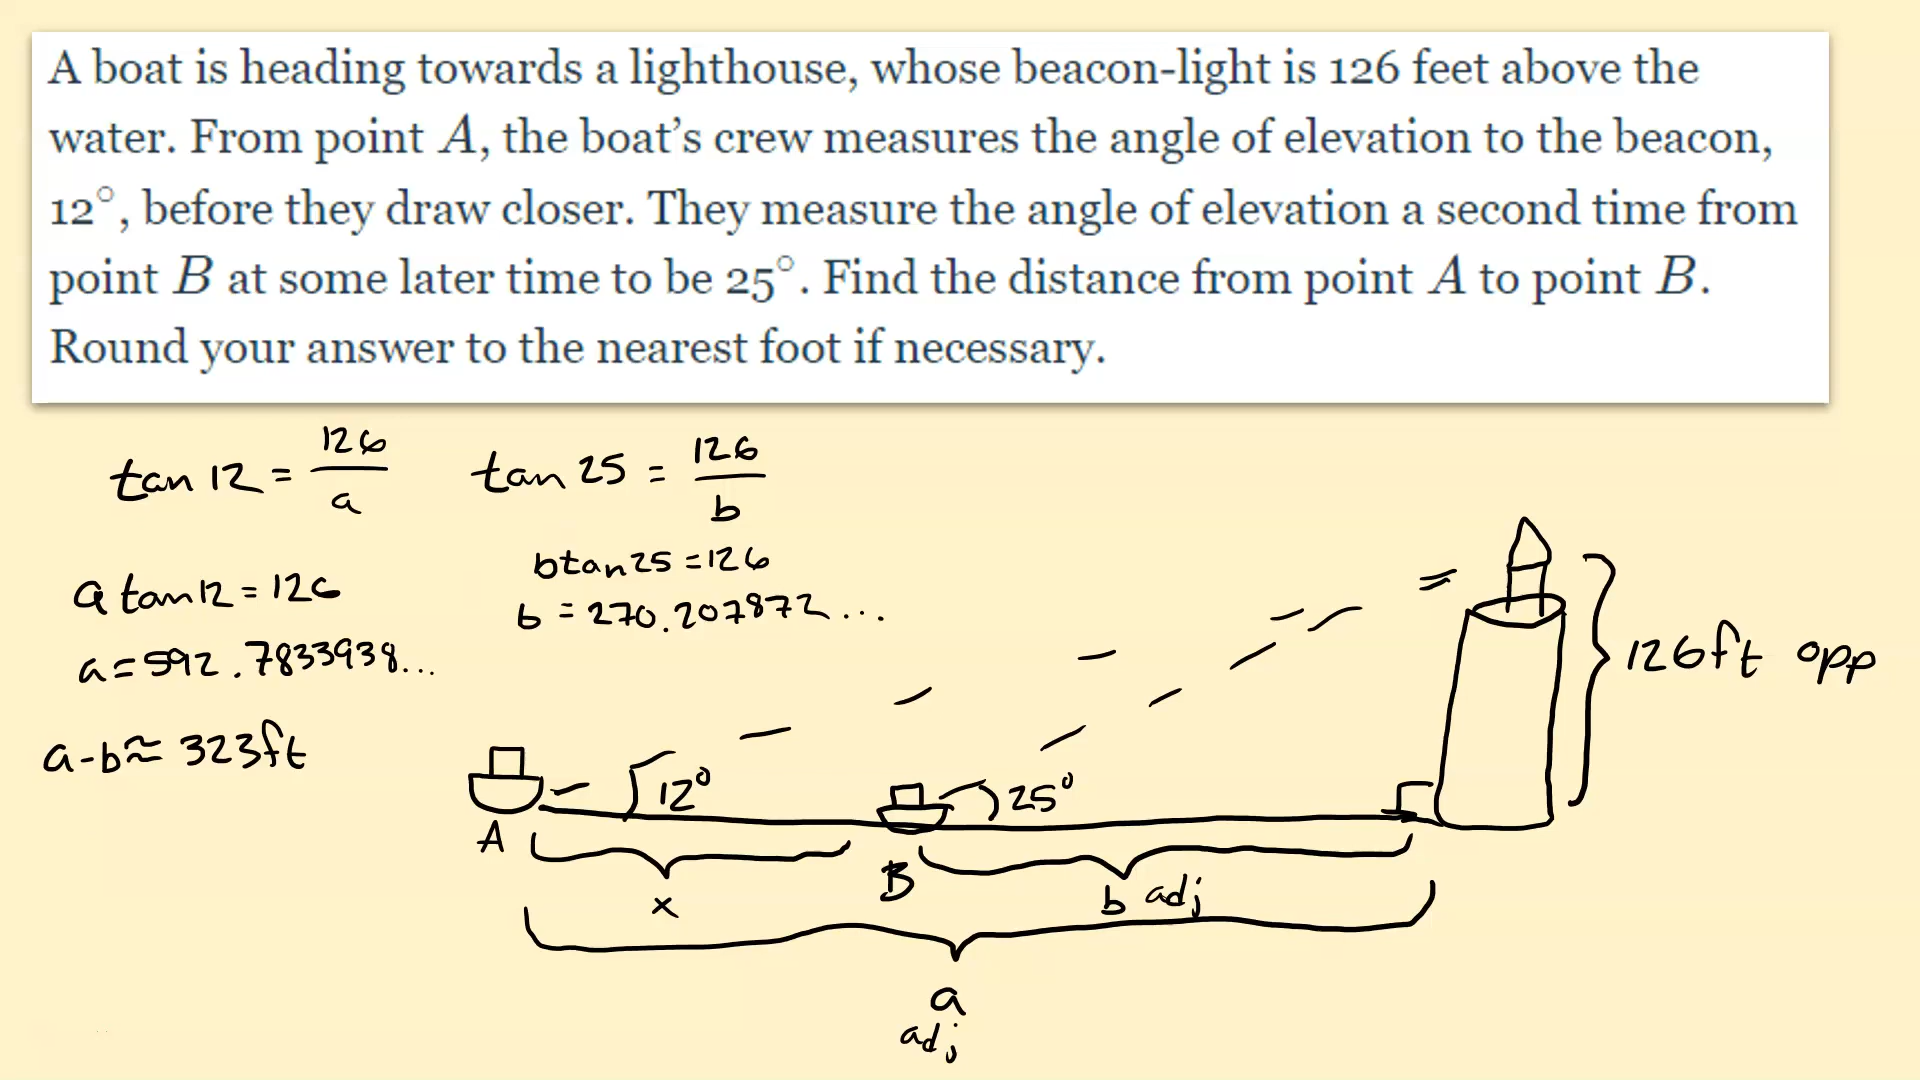 A boat is heading towards a lighthouse, whose beacon-light is 126 feet above the
water. From point A, the boat’s crew measures the angle of elevation to the beacon,
12°, before they draw closer. They measure the angle of elevation a second time from
point B at some later time to be 25°. Find the distance from point A to point B.
Round your answer to the nearest foot if necessary.
tan 12 = 126/a
tan 25 = 126/b
a tan12 = 126
btan25 = 126
b = 270.207872...
a = 592.7833938...
a-b ≈ 323ft
126ft opp
12°
25°
A
B
x
b adj
a
adj